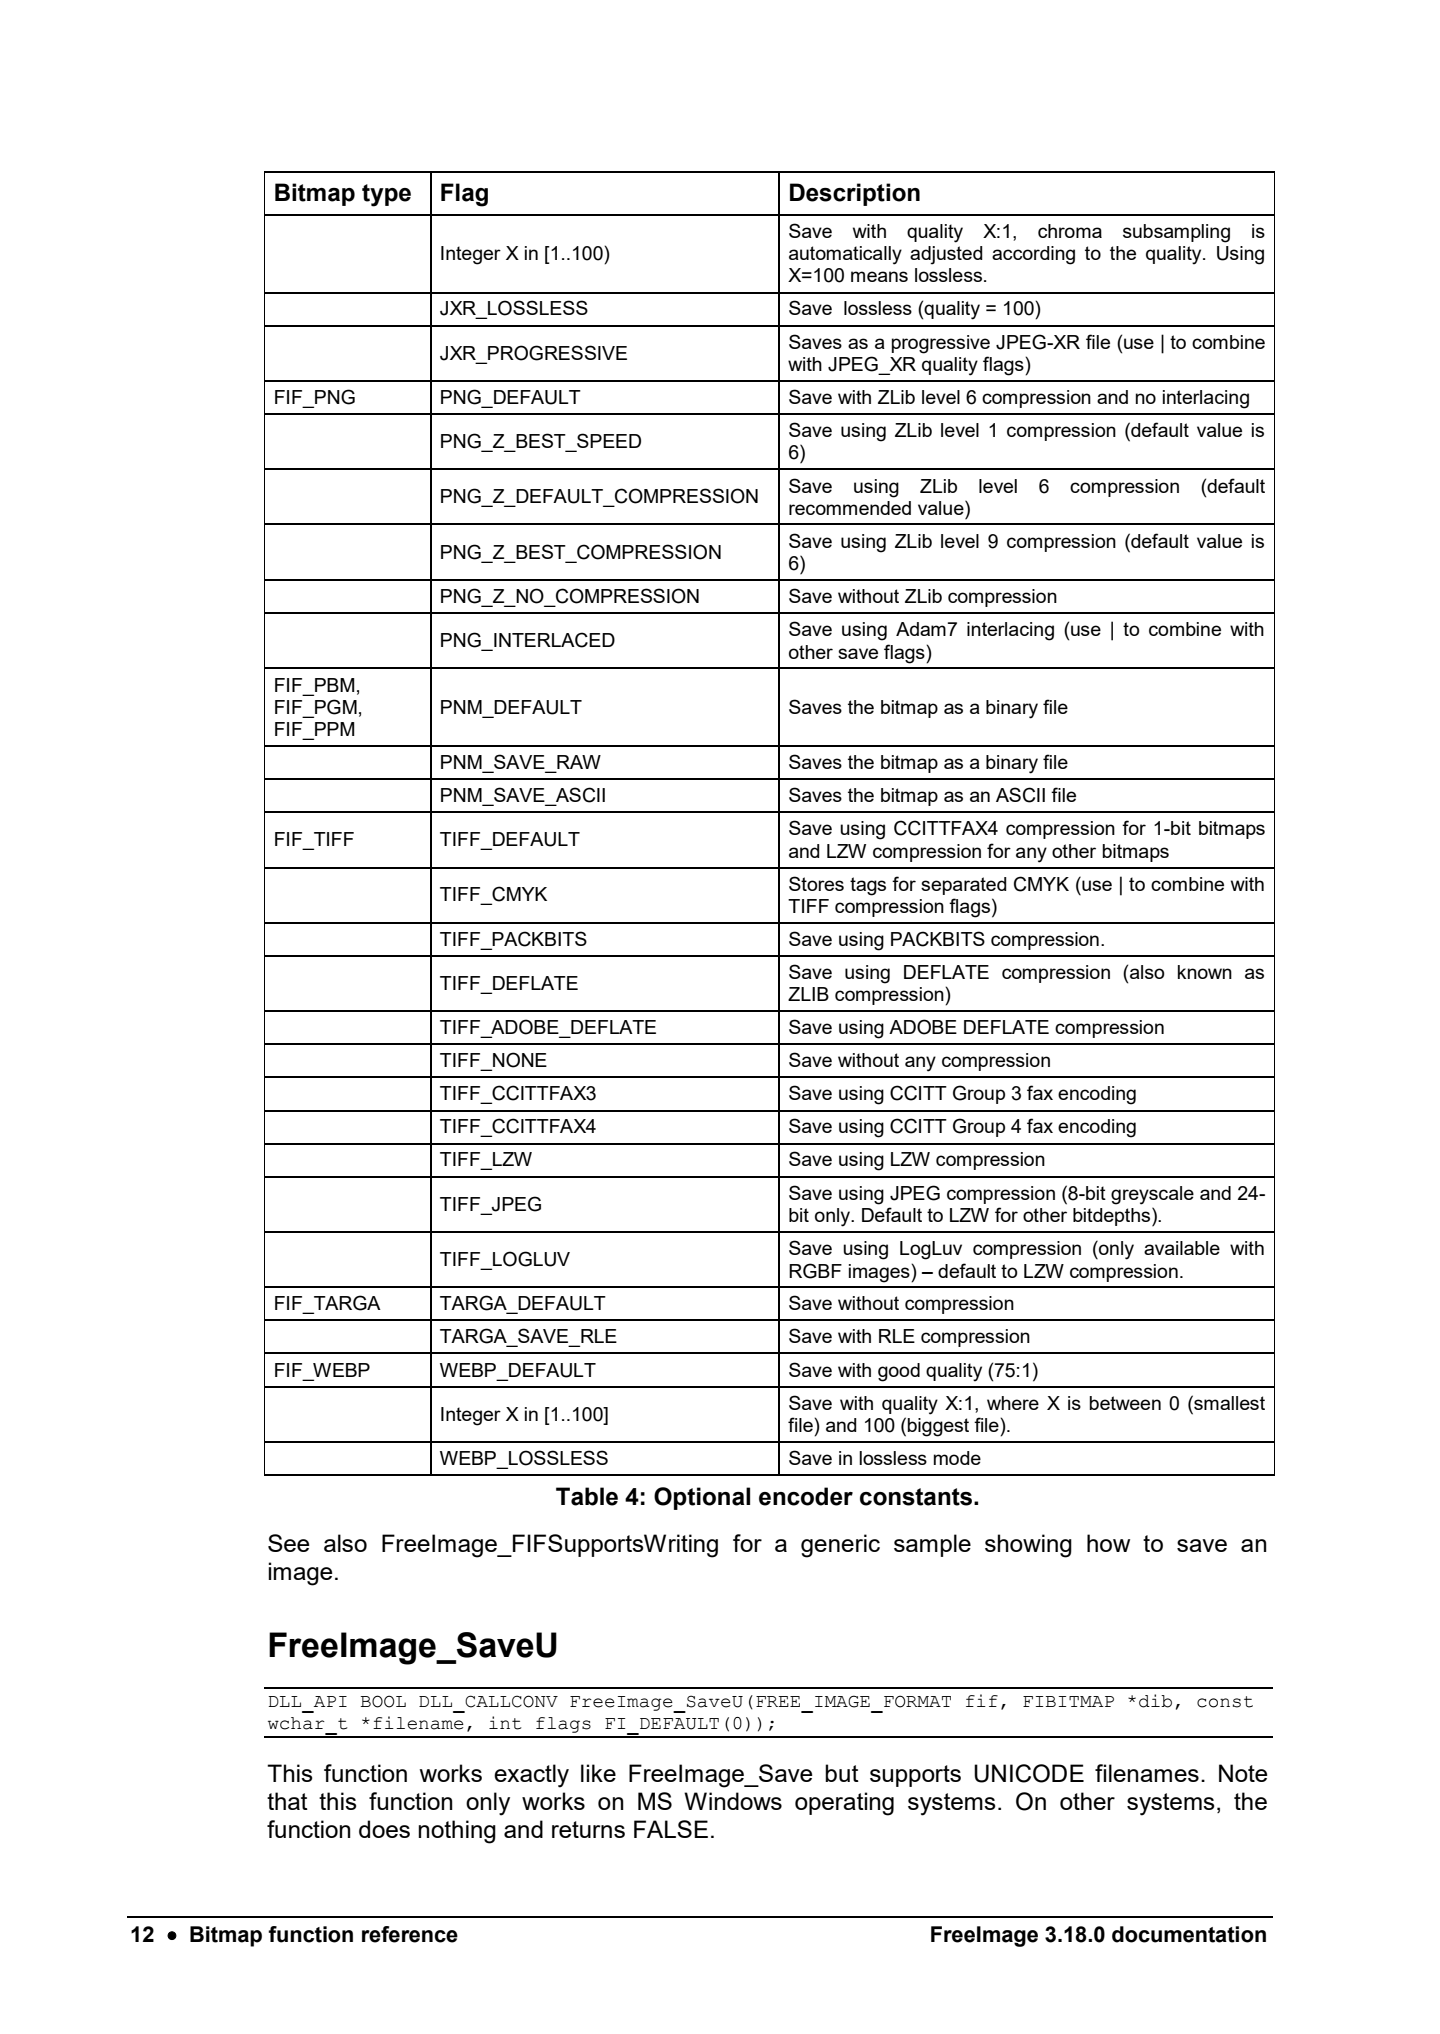 Bitmap type Flag Description
Integer X in [1..100) Save with quality X:1, chroma subsampling is
automatically adjusted according to the quality. Using
X=100 means lossless.
JXR_LOSSLESS Save lossless (quality = 100)
JXR_PROGRESSIVE Saves as a progressive JPEG-XR file (use | to combine
with JPEG_XR quality flags)
FIF_PNG PNG_DEFAULT Save with ZLib level 6 compression and no interlacing
PNG_Z_BEST_SPEED Save using ZLib level 1 compression (default value is
6)
PNG_Z_DEFAULT_COMPRESSION Save using ZLib level 6 compression (default
recommended value)
PNG_Z_BEST_COMPRESSION Save using ZLib level 9 compression (default value is
6)
PNG_Z_NO_COMPRESSION Save without ZLib compression
PNG_INTERLACED Save using Adam7 interlacing (use | to combine with
other save flags)
FIF_PBM,
FIF_PGM, PNM_DEFAULT Saves the bitmap as a binary file
FIF_PPM
PNM_SAVE_RAW Saves the bitmap as a binary file
PNM_SAVE_ASCII Saves the bitmap as an ASCII file
FIF_TIFF TIFF_DEFAULT Save using CCITTFAX4 compression for 1-bit bitmaps
and LZW compression for any other bitmaps
TIFF_CMYK Stores tags for separated CMYK (use | to combine with
TIFF compression flags)
TIFF_PACKBITS Save using PACKBITS compression.
TIFF_DEFLATE Save using DEFLATE compression (also known as
ZLIB compression)
TIFF_ADOBE_DEFLATE Save using ADOBE DEFLATE compression
TIFF_NONE Save without any compression
TIFF_CCITTFAX3 Save using CCITT Group 3 fax encoding
TIFF_CCITTFAX4 Save using CCITT Group 4 fax encoding
TIFF_LZW Save using LZW compression
TIFF_JPEG Save using JPEG compression (8-bit greyscale and 24-
bit only. Default to LZW for other bitdepths).
TIFF_LOGLUV Save using LogLuv compression (only available with
RGBF images) – default to LZW compression.
FIF_TARGA TARGA_DEFAULT Save without compression
TARGA_SAVE_RLE Save with RLE compression
FIF_WEBP WEBP_DEFAULT Save with good quality (75:1)
Integer X in [1..100] Save with quality X:1, where X is between 0 (smallest
file) and 100 (biggest file).
WEBP_LOSSLESS Save in lossless mode
Table 4: Optional encoder constants.
See also FreeImage_FIFSupportsWriting for a generic sample showing how to save an
image.
FreeImage_SaveU
DLL_API BOOL DLL_CALLCONV FreeImage_SaveU(FREE_IMAGE_FORMAT fif, FIBITMAP *dib, const
wchar_t *filename, int flags FI_DEFAULT(0));
This function works exactly like FreeImage_Save but supports UNICODE filenames. Note
that this function only works on MS Windows operating systems. On other systems, the
function does nothing and returns FALSE.
12 • Bitmap function reference FreeImage 3.18.0 documentation